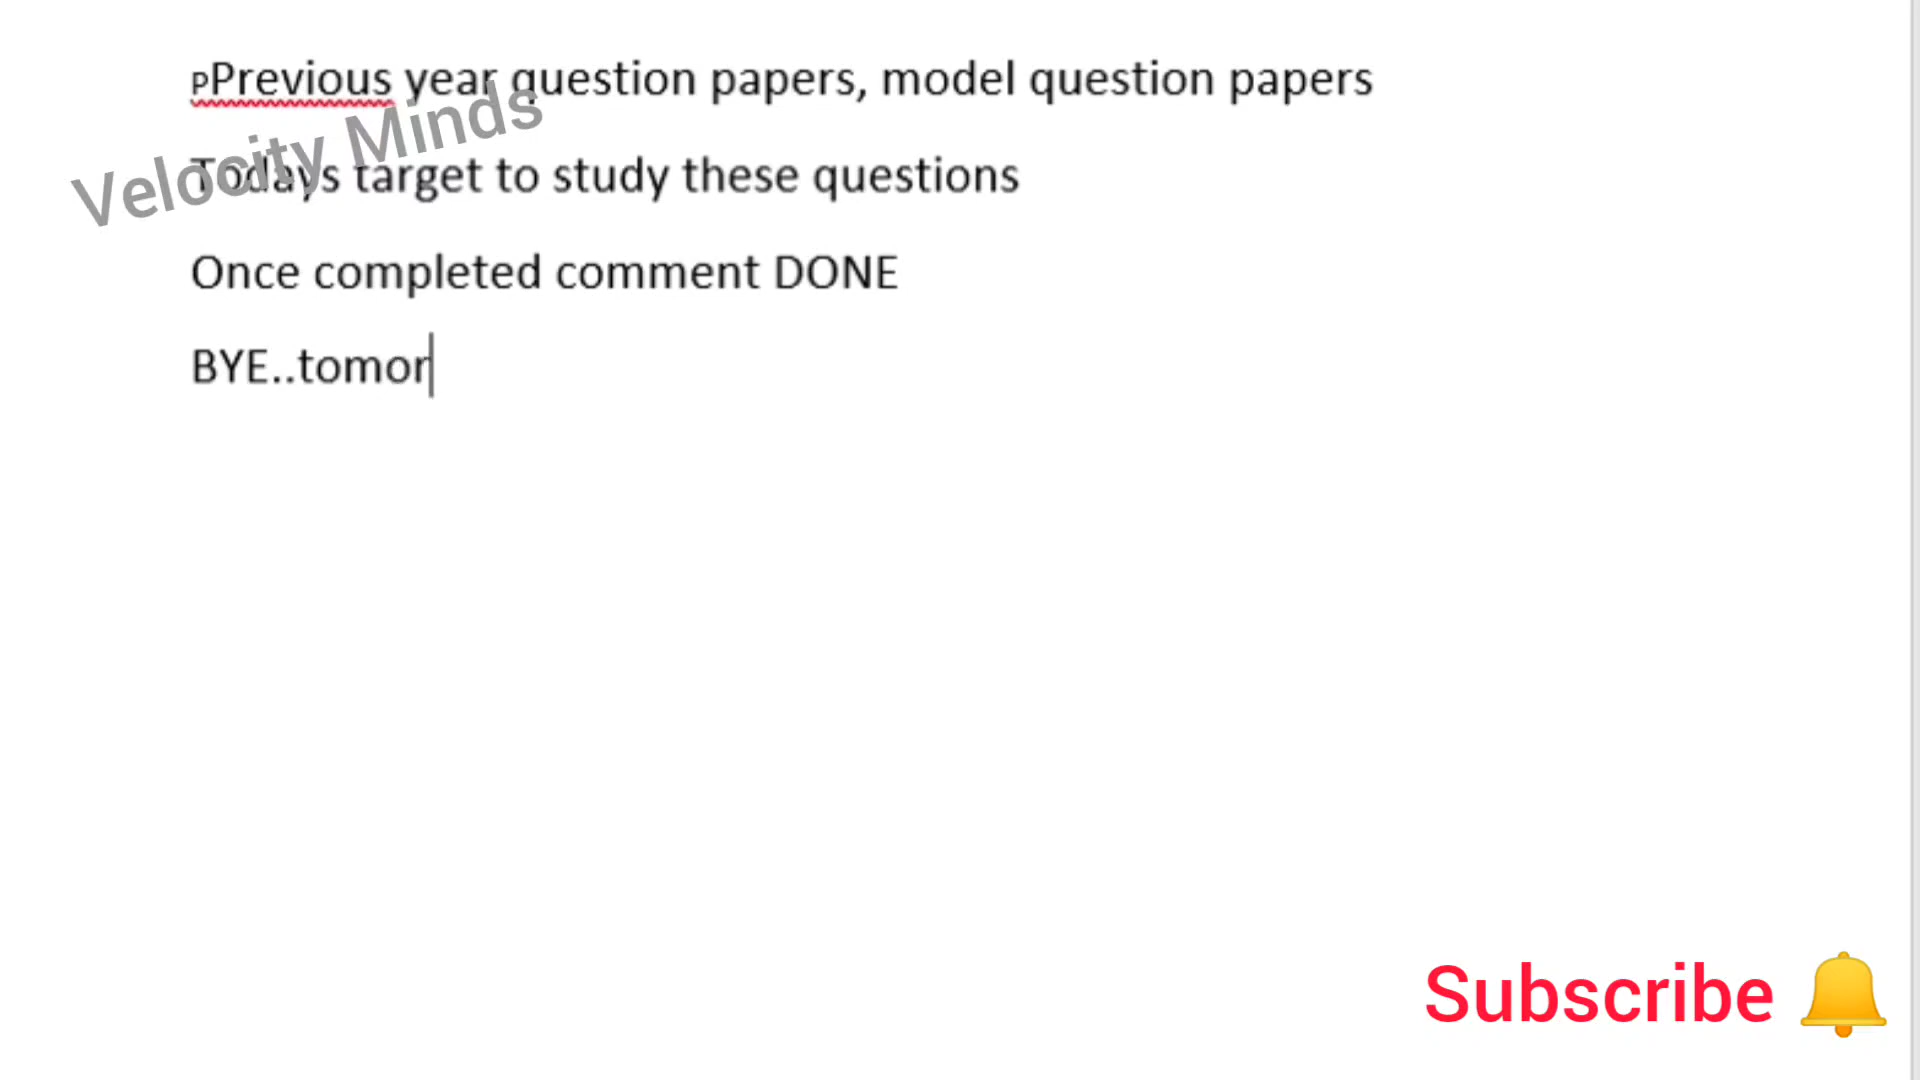 pPrevious year question papers, model question papers
Velocity Minds
Todays target to study these questions
Once completed comment DONE
BYE..tomor
Subscribe